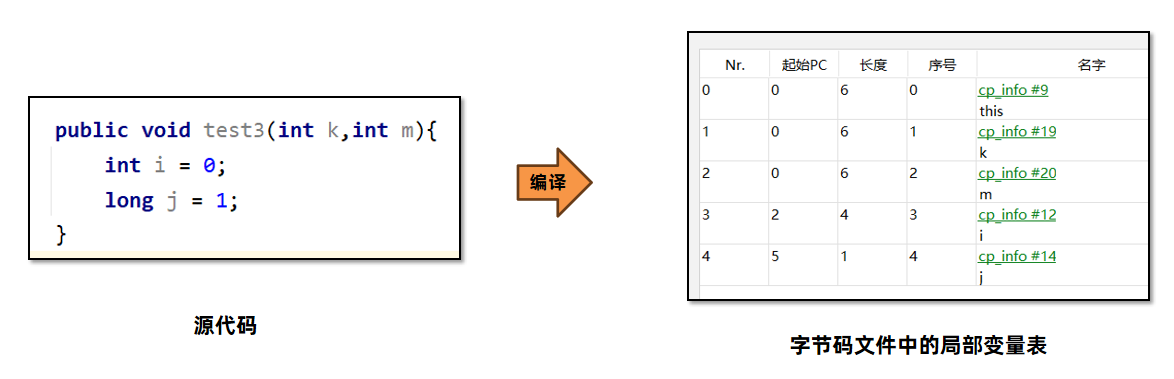 public void test3(int k,int m){
int i = 0;
long j = 1;
}
源代码
编译
Nr. 起始PC 长度 序号 名字
0 0 6 0 cp_info #9
this
1 0 6 1 cp_info #19
k
2 0 6 2 cp_info #20
m
3 2 4 3 cp_info #12
i
4 5 1 4 cp_info #14
j
字节码文件中的局部变量表